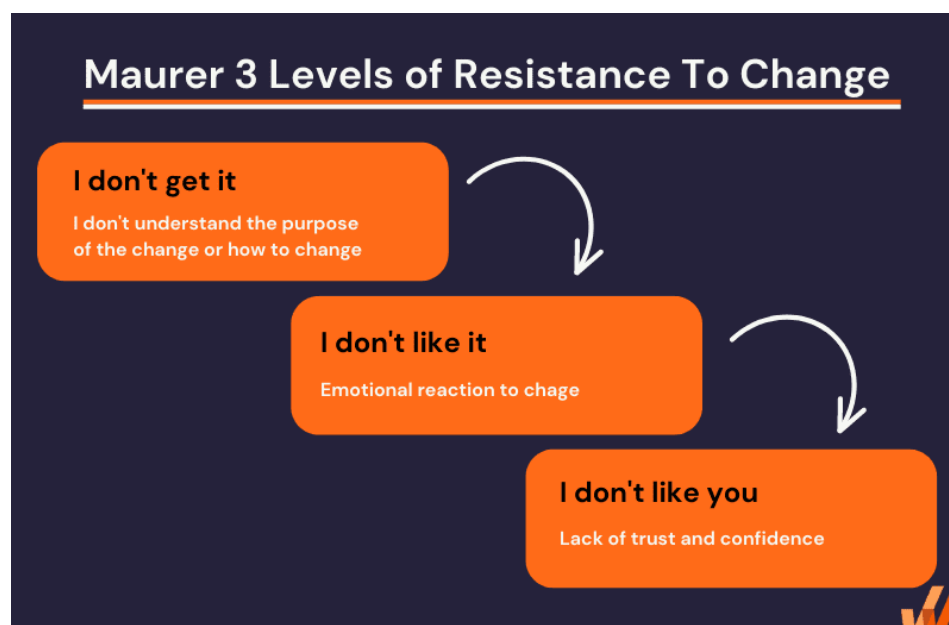 Maurer 3 Levels of Resistance To Change
I don't get it
I don't understand the purpose
of the change or how to change
I don't like it
Emotional reaction to chage
I don't like you
Lack of trust and confidence